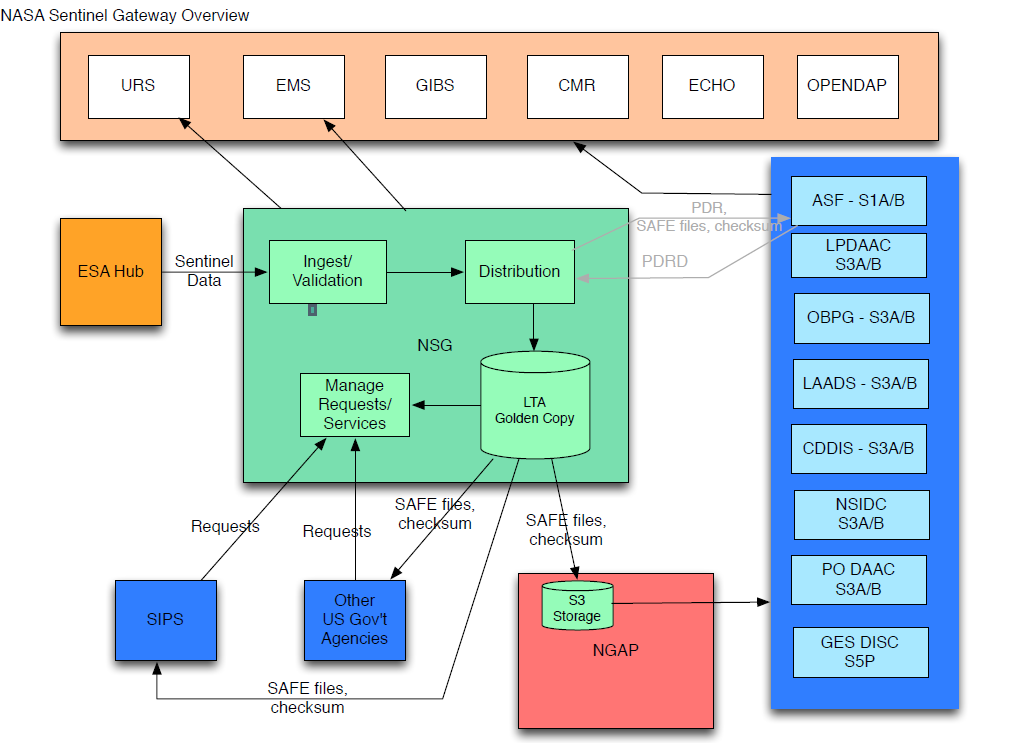 NASA Sentinel Gateway Overview
URS
EMS
GIBS
CMR
ECHO
OPENDAP
ESA Hub
Sentinel
Data
Ingest/
Validation
Distribution
NSG
Manage
Requests/
Services
LTA
Golden Copy
PDR,
SAFE files, checksum
PDRD
ASF - S1A/B
LPDAAC
S3A/B
OBPG - S3A/B
LAADS - S3A/B
CDDIS - S3A/B
NSIDC
S3A/B
PO DAAC
S3A/B
GES DISC
S5P
Requests
Requests
SAFE files,
checksum
SAFE files,
checksum
SIPS
Other
US Gov't
Agencies
S3
Storage
NGAP
SAFE files,
checksum